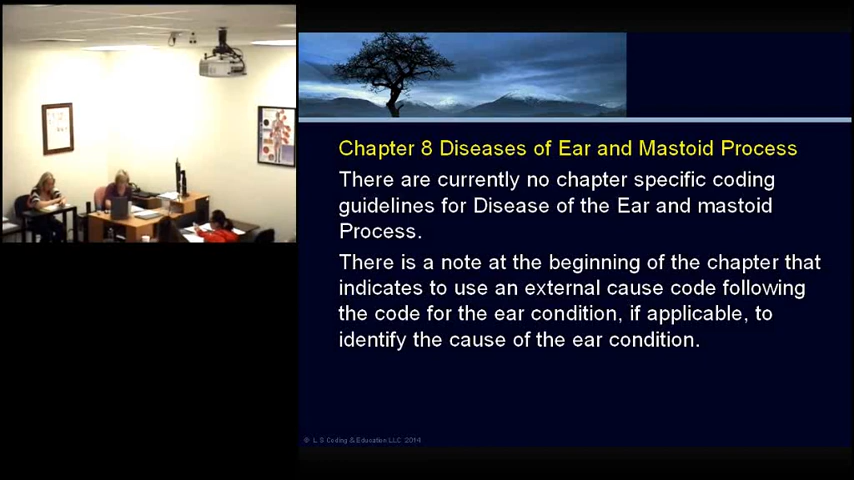 Chapter 8 Diseases of Ear and Mastoid Process
There are currently no chapter specific coding
guidelines for Disease of the Ear and mastoid
Process.
There is a note at the beginning of the chapter that
indicates to use an external cause code following
the code for the ear condition, if applicable, to
identify the cause of the ear condition.
© L S Coding & Education LLC 2014